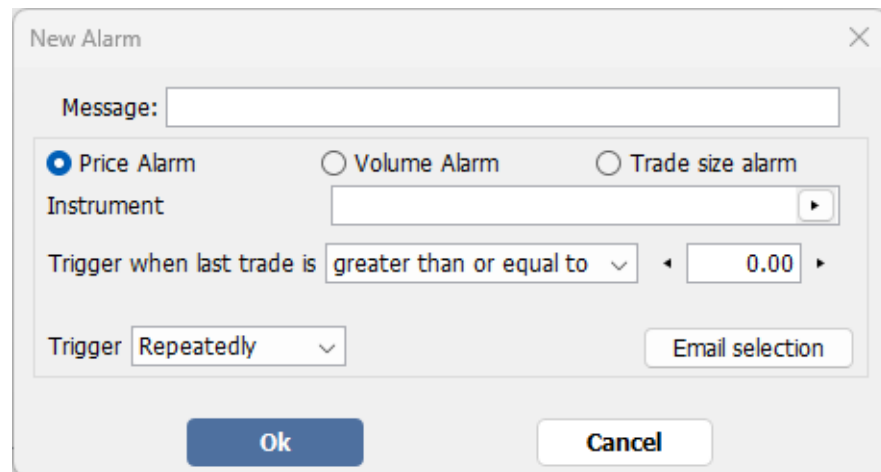 New Alarm
Message:
Price Alarm Volume Alarm Trade size alarm
Instrument
Trigger when last trade is greater than or equal to 0.00
Trigger Repeatedly Email selection
Ok Cancel